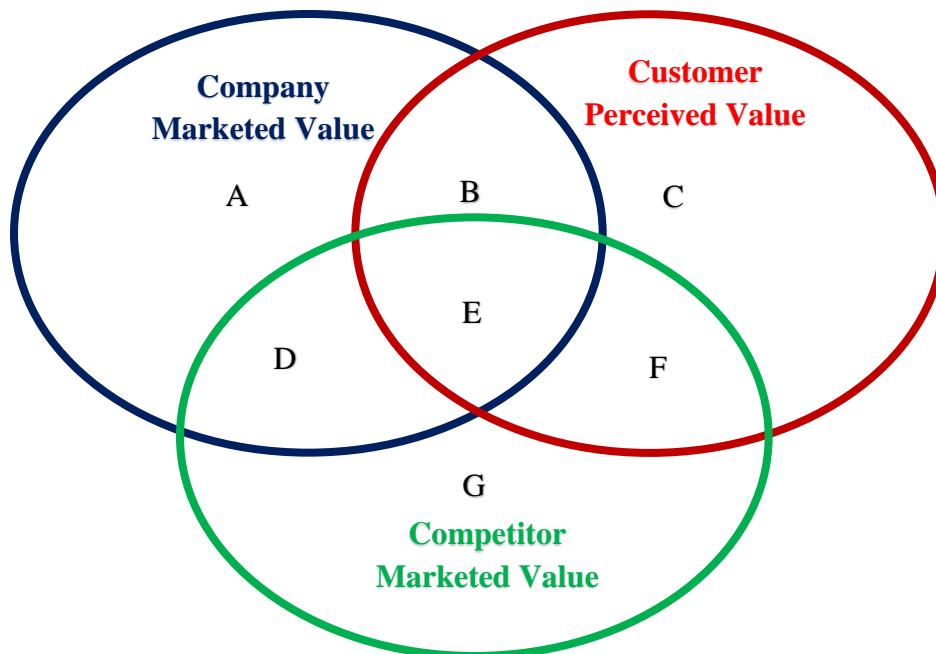 Company
Marketed Value
Customer
Perceived Value
A
B
C
D
E
F
G
Competitor
Marketed Value